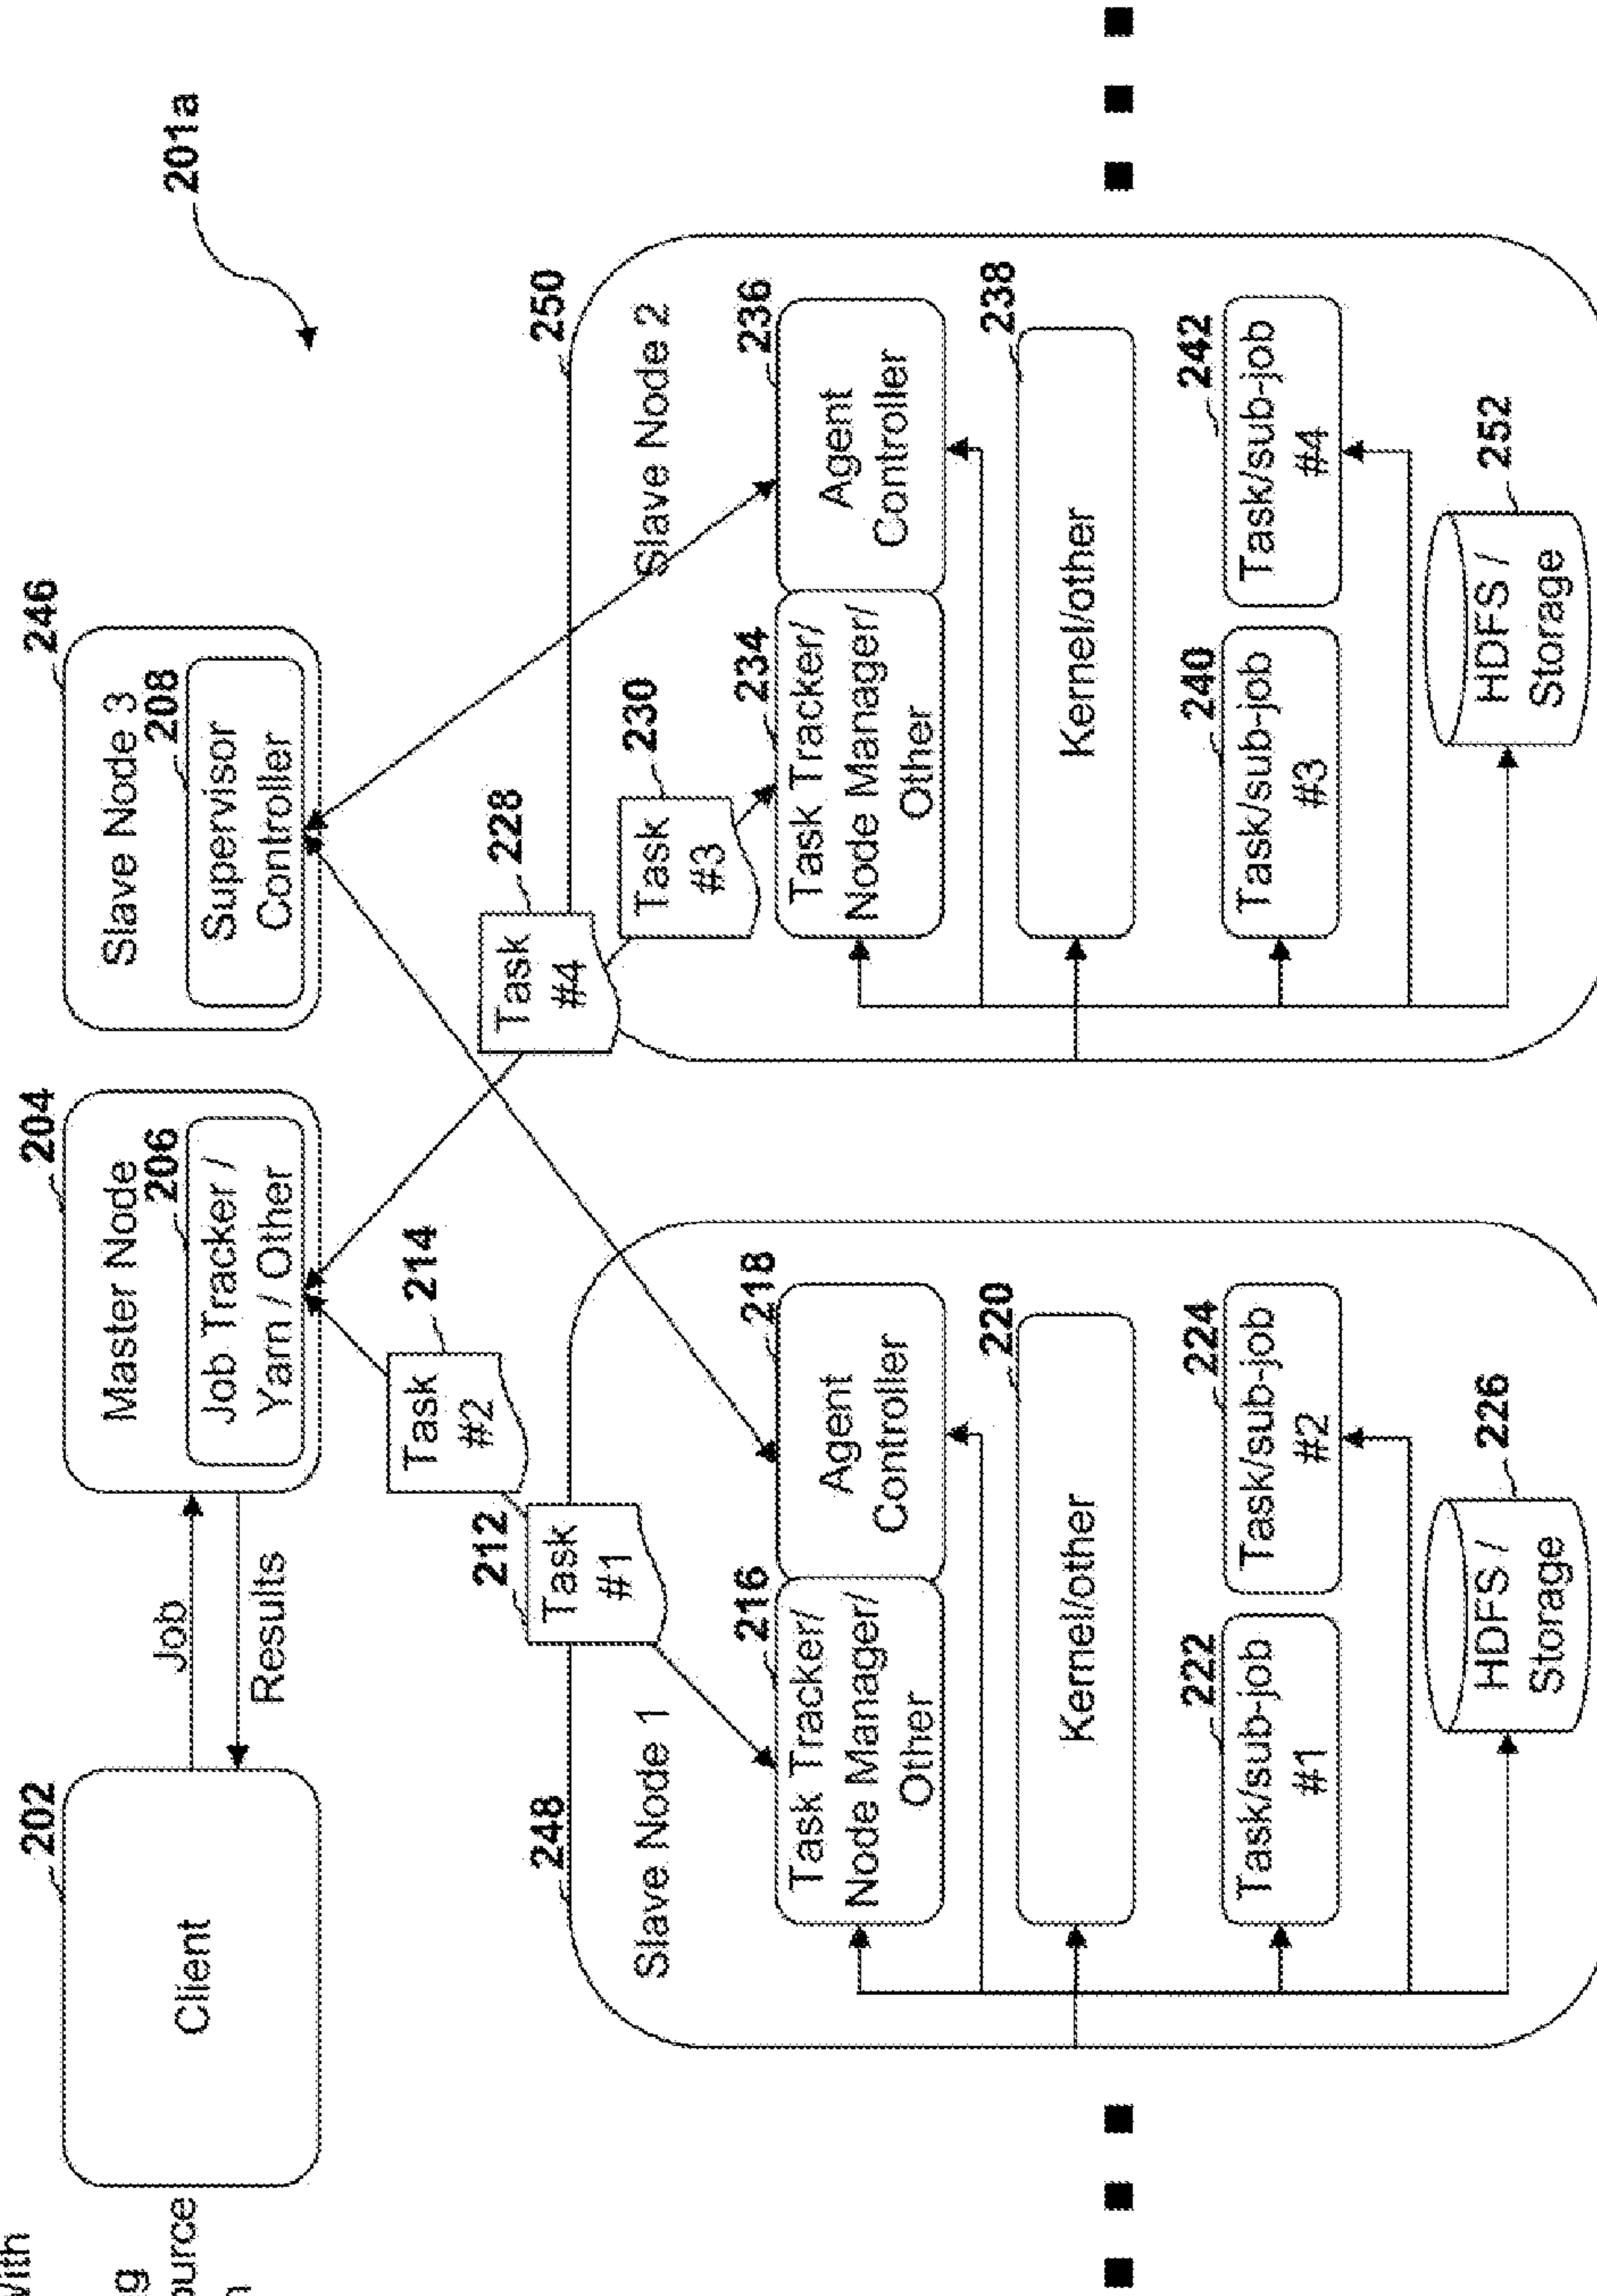 With
g
ource
n
202
Client
Job
Results
204
Master Node
206
Job Tracker /
Yarn / Other
246
Slave Node 3
208
Supervisor
Controller
201a
214
Task
#2
212
Task
#1
228
Task
#4
230
Task
#3
248
Slave Node 1
216
Task Tracker/
Node Manager/
Other
218
Agent
Controller
220
Kernel/other
222
Task/sub-job
#1
224
Task/sub-job
#2
226
HDFS /
Storage
250
Slave Node 2
234
Task Tracker/
Node Manager/
Other
236
Agent
Controller
238
Kernel/other
240
Task/sub-job
#3
242
Task/sub-job
#4
252
HDFS /
Storage